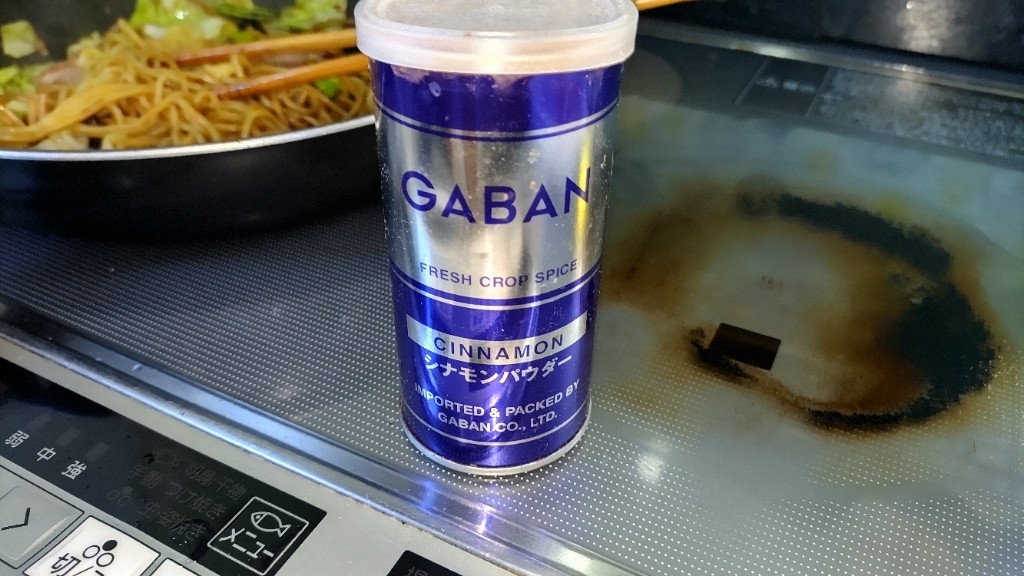 GABAN
FRESH CROP SPICE
CINNAMON
シナモンパウダー
IMPORTED & PACKED BY
GABAN CO., LTD.
弱 中 強
メニュー
切/